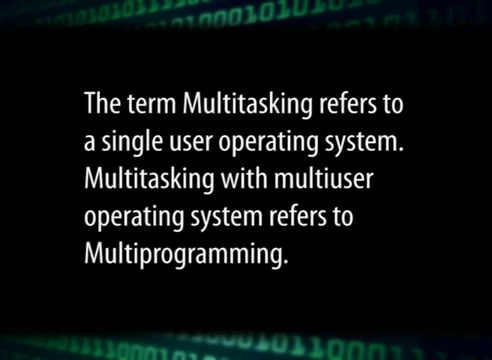 The term Multitasking refers to
a single user operating system.
Multitasking with multiuser
operating system refers to
Multiprogramming.